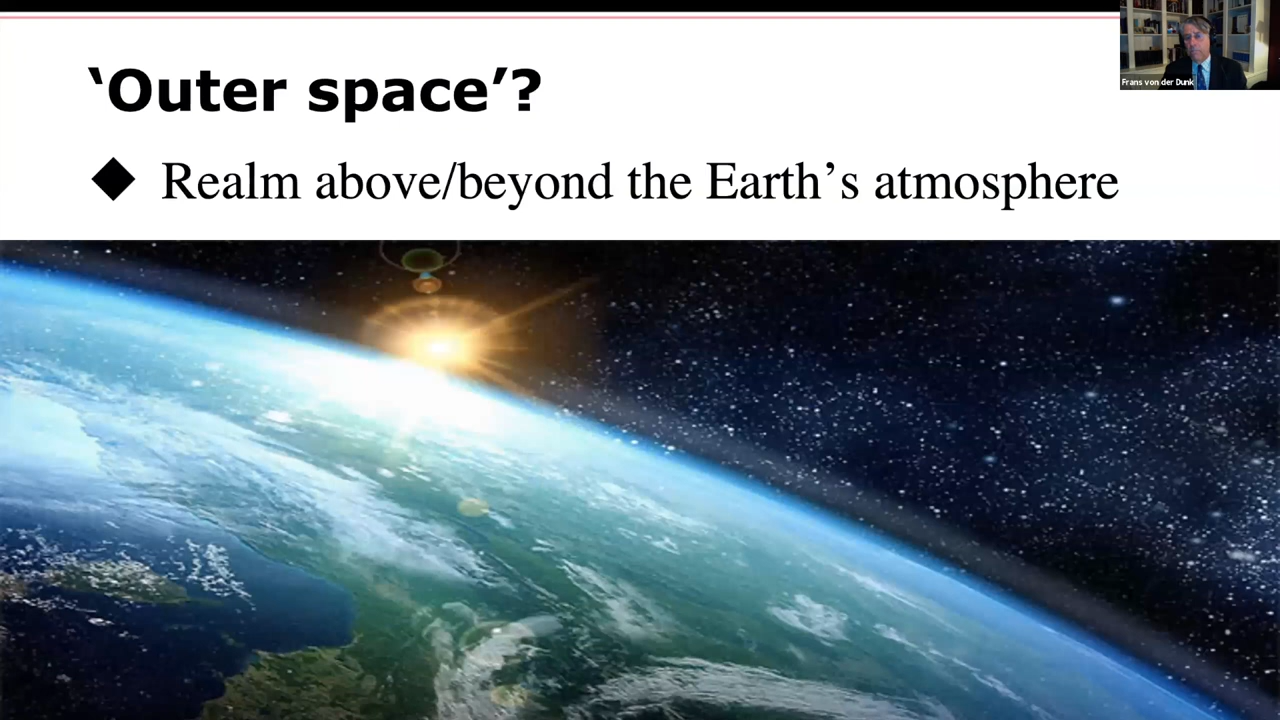 ‘Outer space’?
◆ Realm above/beyond the Earth’s atmosphere
Frans von der Dunk